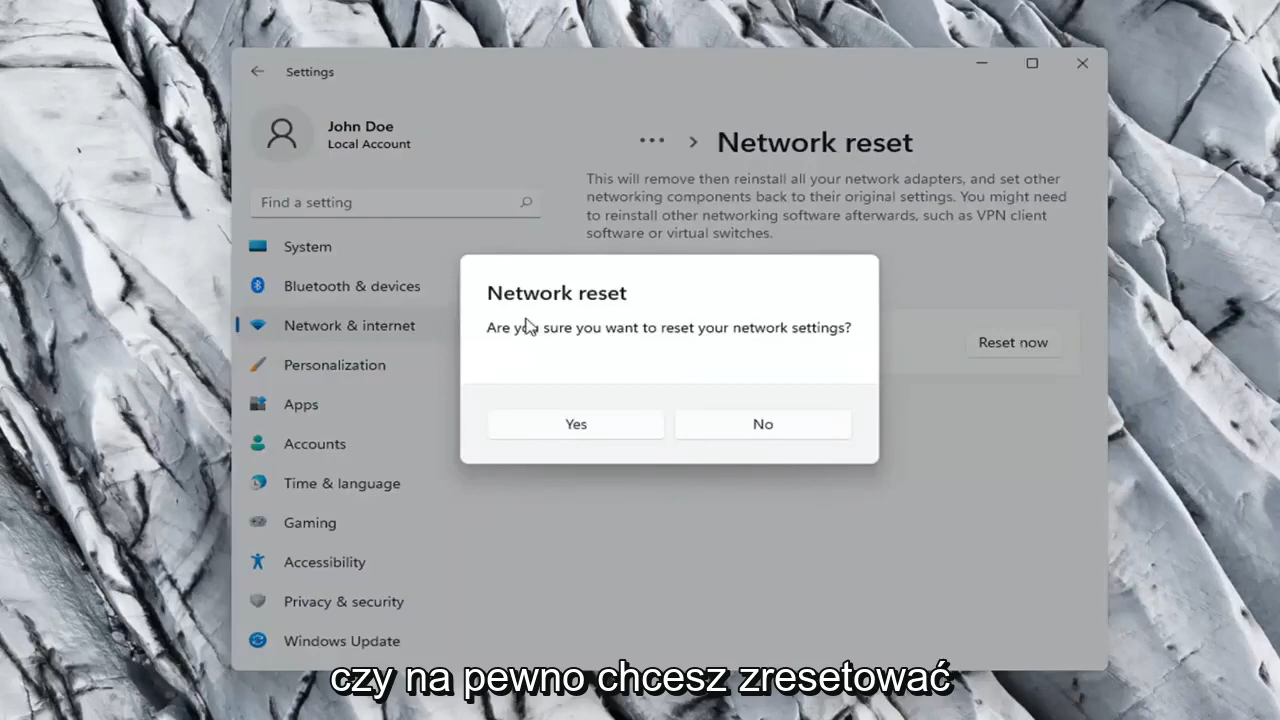 Settings
John Doe
Local Account
Find a setting
System
Bluetooth & devices
Network & internet
Personalization
Apps
Accounts
Time & language
Gaming
Accessibility
Privacy & security
Windows Update
••• > Network reset
This will remove then reinstall all your network adapters, and set other
networking components back to their original settings. You might need
to reinstall other networking software afterwards, such as VPN client
software or virtual switches.
Reset now
Network reset
Are you sure you want to reset your network settings?
Yes No
czy na pewno chcesz zresetować